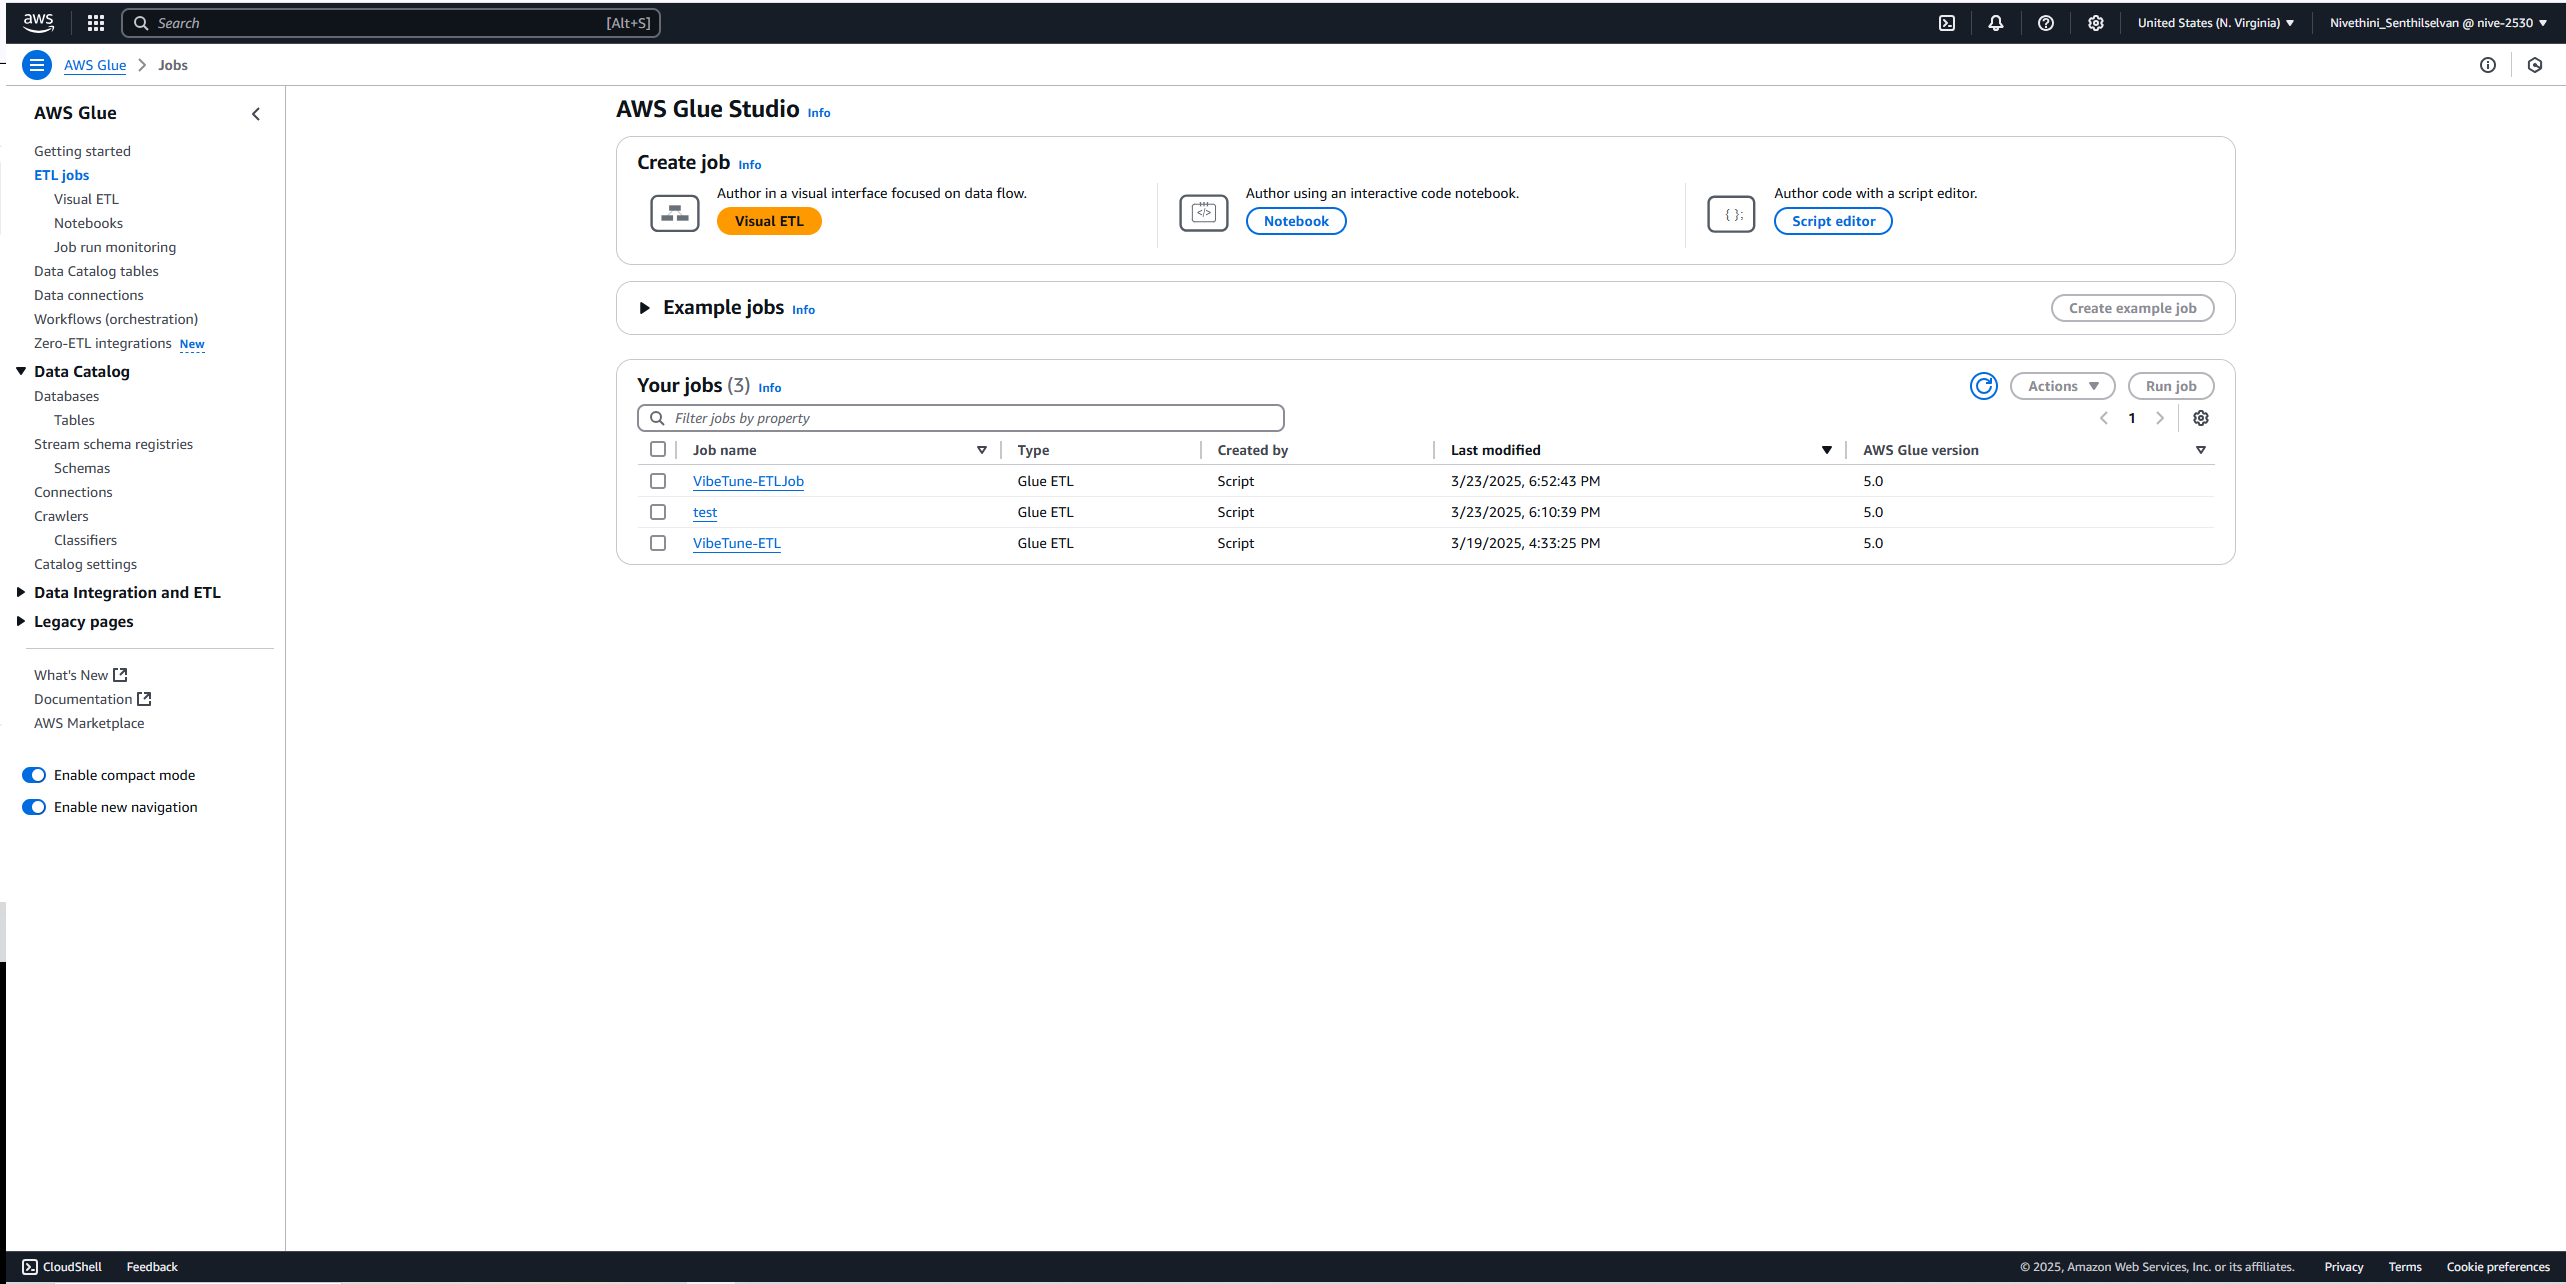 aws
Search [Alt+S]
United States (N. Virginia)
Nivethini_Senthilselvan @ nive-2530
AWS Glue
Jobs
AWS Glue
Getting started
ETL jobs
Visual ETL
Notebooks
Job run monitoring
Data Catalog tables
Data connections
Workflows (orchestration)
Zero-ETL integrations New
Data Catalog
Databases
Tables
Stream schema registries
Schemas
Connections
Crawlers
Classifiers
Catalog settings
Data Integration and ETL
Legacy pages
What's New
Documentation
AWS Marketplace
Enable compact mode
Enable new navigation
AWS Glue Studio Info
Create job Info
Author in a visual interface focused on data flow.
Visual ETL
</>
Author using an interactive code notebook.
Notebook
{ };
Author code with a script editor.
Script editor
Example jobs Info
Create example job
Your jobs (3) Info
Actions
Run job
Filter jobs by property
1
Job name Type Created by Last modified AWS Glue version
VibeTune-ETLJob Glue ETL Script 3/23/2025, 6:52:43 PM 5.0
test Glue ETL Script 3/23/2025, 6:10:39 PM 5.0
VibeTune-ETL Glue ETL Script 3/19/2025, 4:33:25 PM 5.0
CloudShell Feedback
© 2025, Amazon Web Services, Inc. or its affiliates. Privacy Terms Cookie preferences